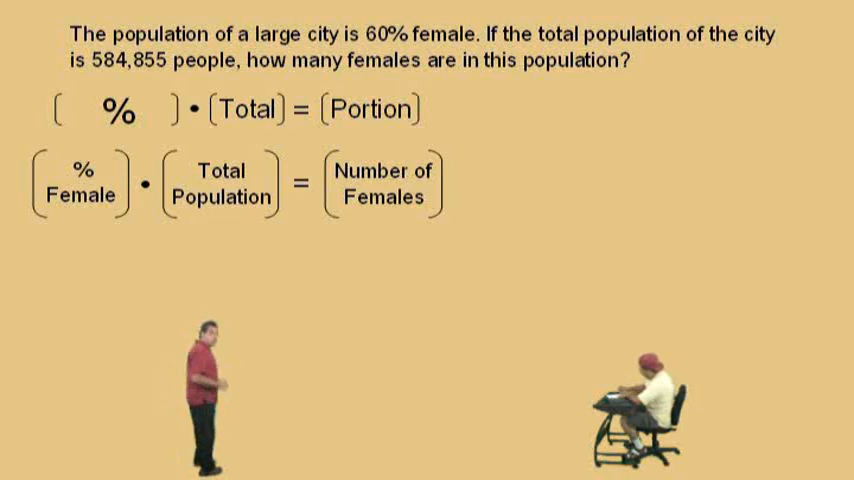 The population of a large city is 60% female. If the total population of the city
is 584,855 people, how many females are in this population?
( % ) • (Total) = (Portion)
% Total Number of
Female • Population = Females